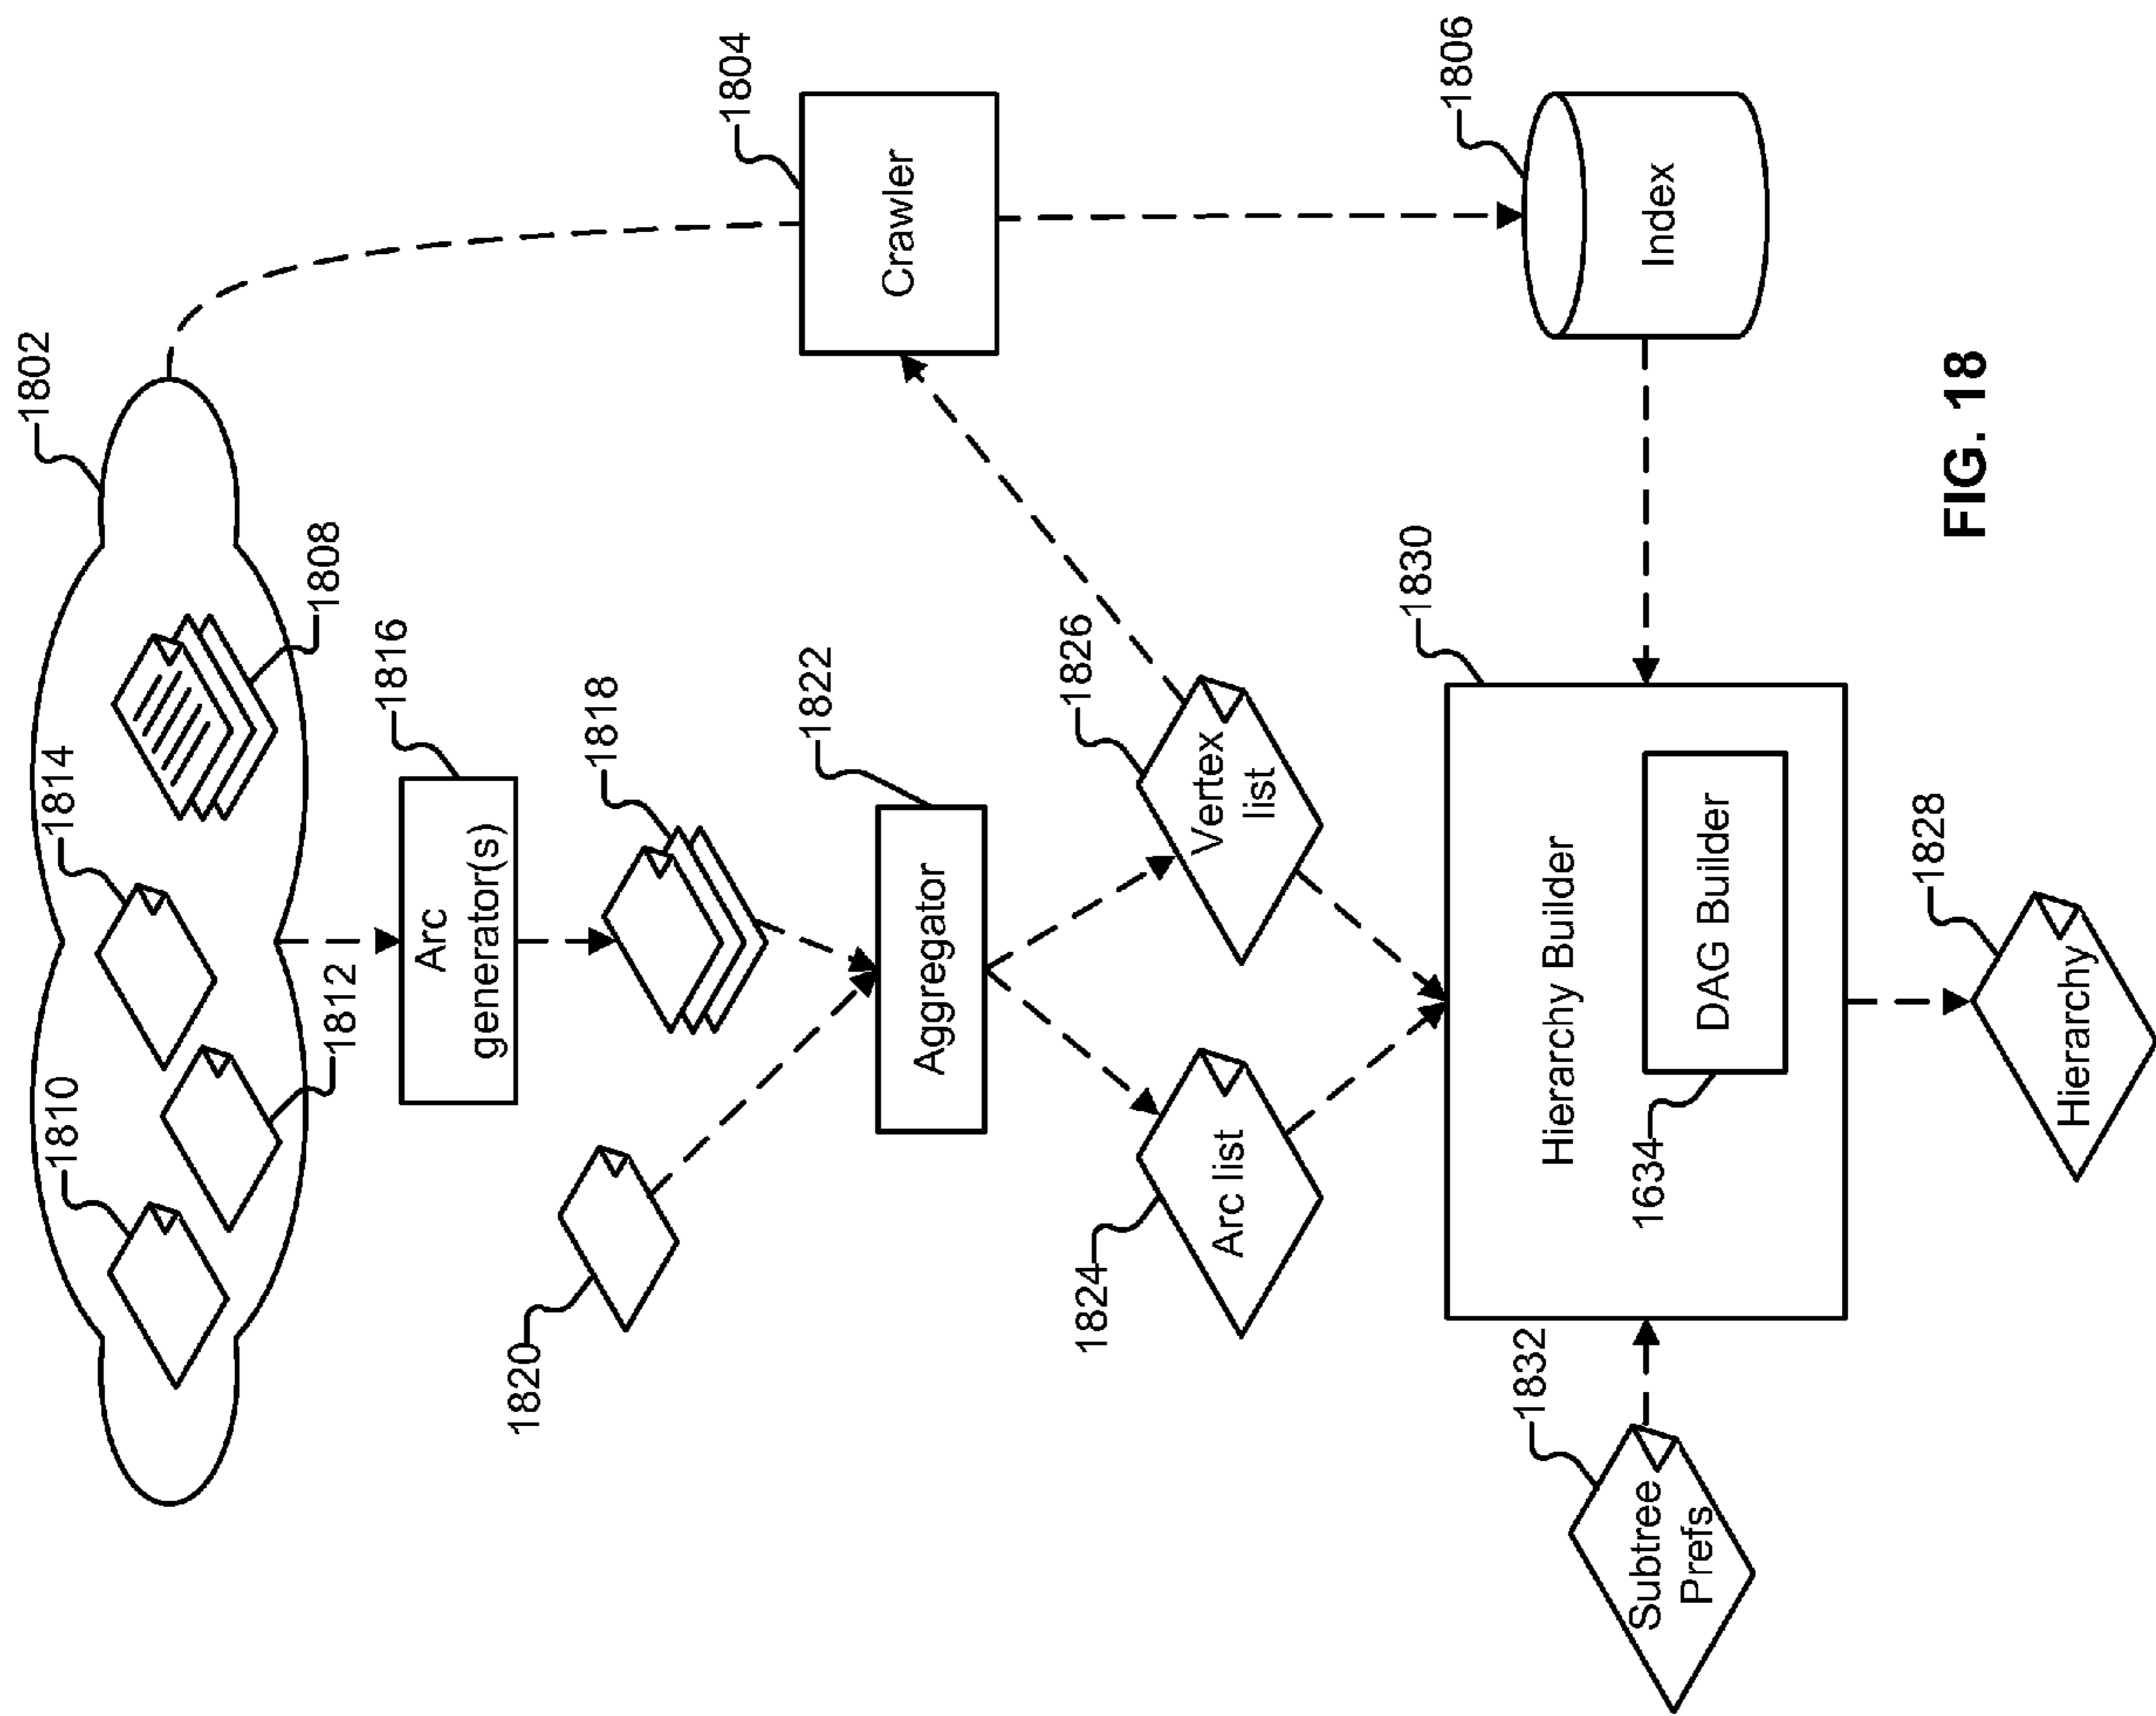 1802
1804
1806
1808
1810
1812
1814
1816
Arc
generator(s)
1818
1820
1822
Aggregator
1824
Arc list
1826
Vertex
list
Crawler
Index
1830
Hierarchy Builder
1634
DAG Builder
1832
Subtree
Prefs
1828
Hierarchy
FIG. 18